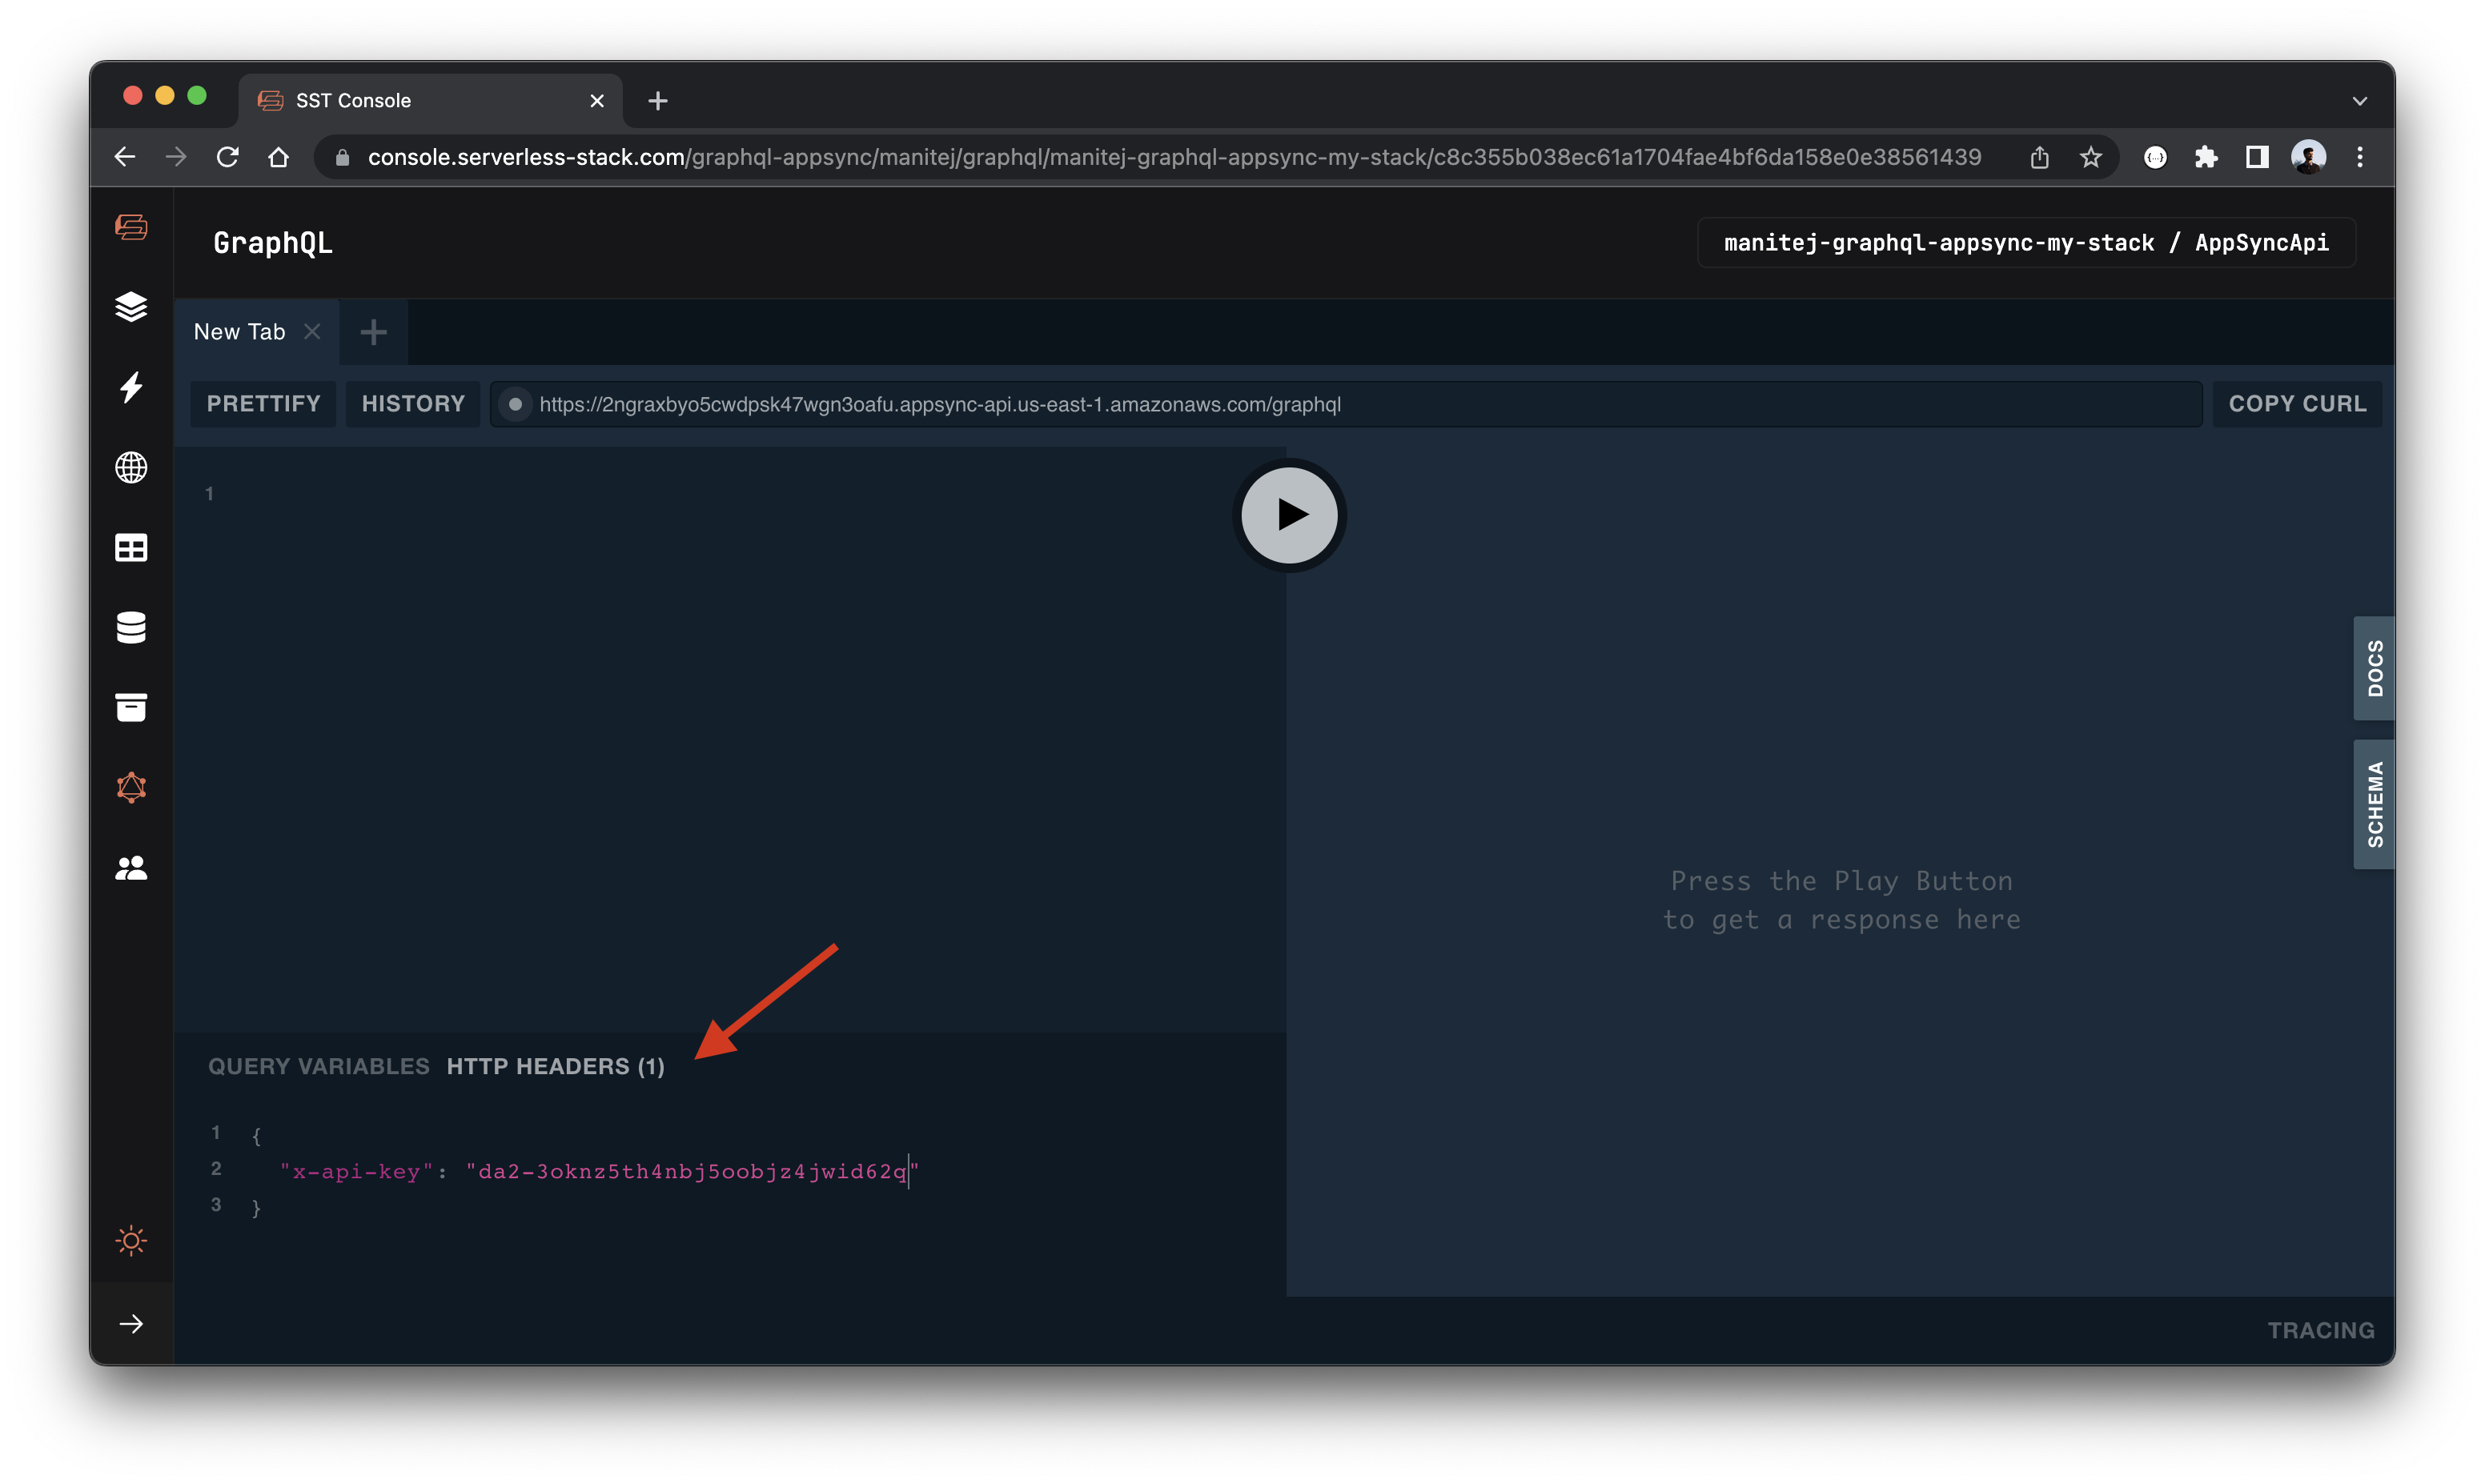 SST Console
console.serverless-stack.com/graphql-appsync/manitej/graphql/manitej-graphql-appsync-my-stack/c8c355b038ec61a1704fae4bf6da158e0e38561439
GraphQL
manitej-graphql-appsync-my-stack / AppSyncApi
New Tab
PRETTIFY
HISTORY
https://2ngraxbyo5cwdpsk47wgn3oafu.appsync-api.us-east-1.amazonaws.com/graphql
COPY CURL
1
DOCS
SCHEMA
Press the Play Button
to get a response here
QUERY VARIABLES HTTP HEADERS (1)
1 {
2 "x-api-key": "da2-3oknz5th4nbj5oobjz4jwid62q"
3 }
TRACING